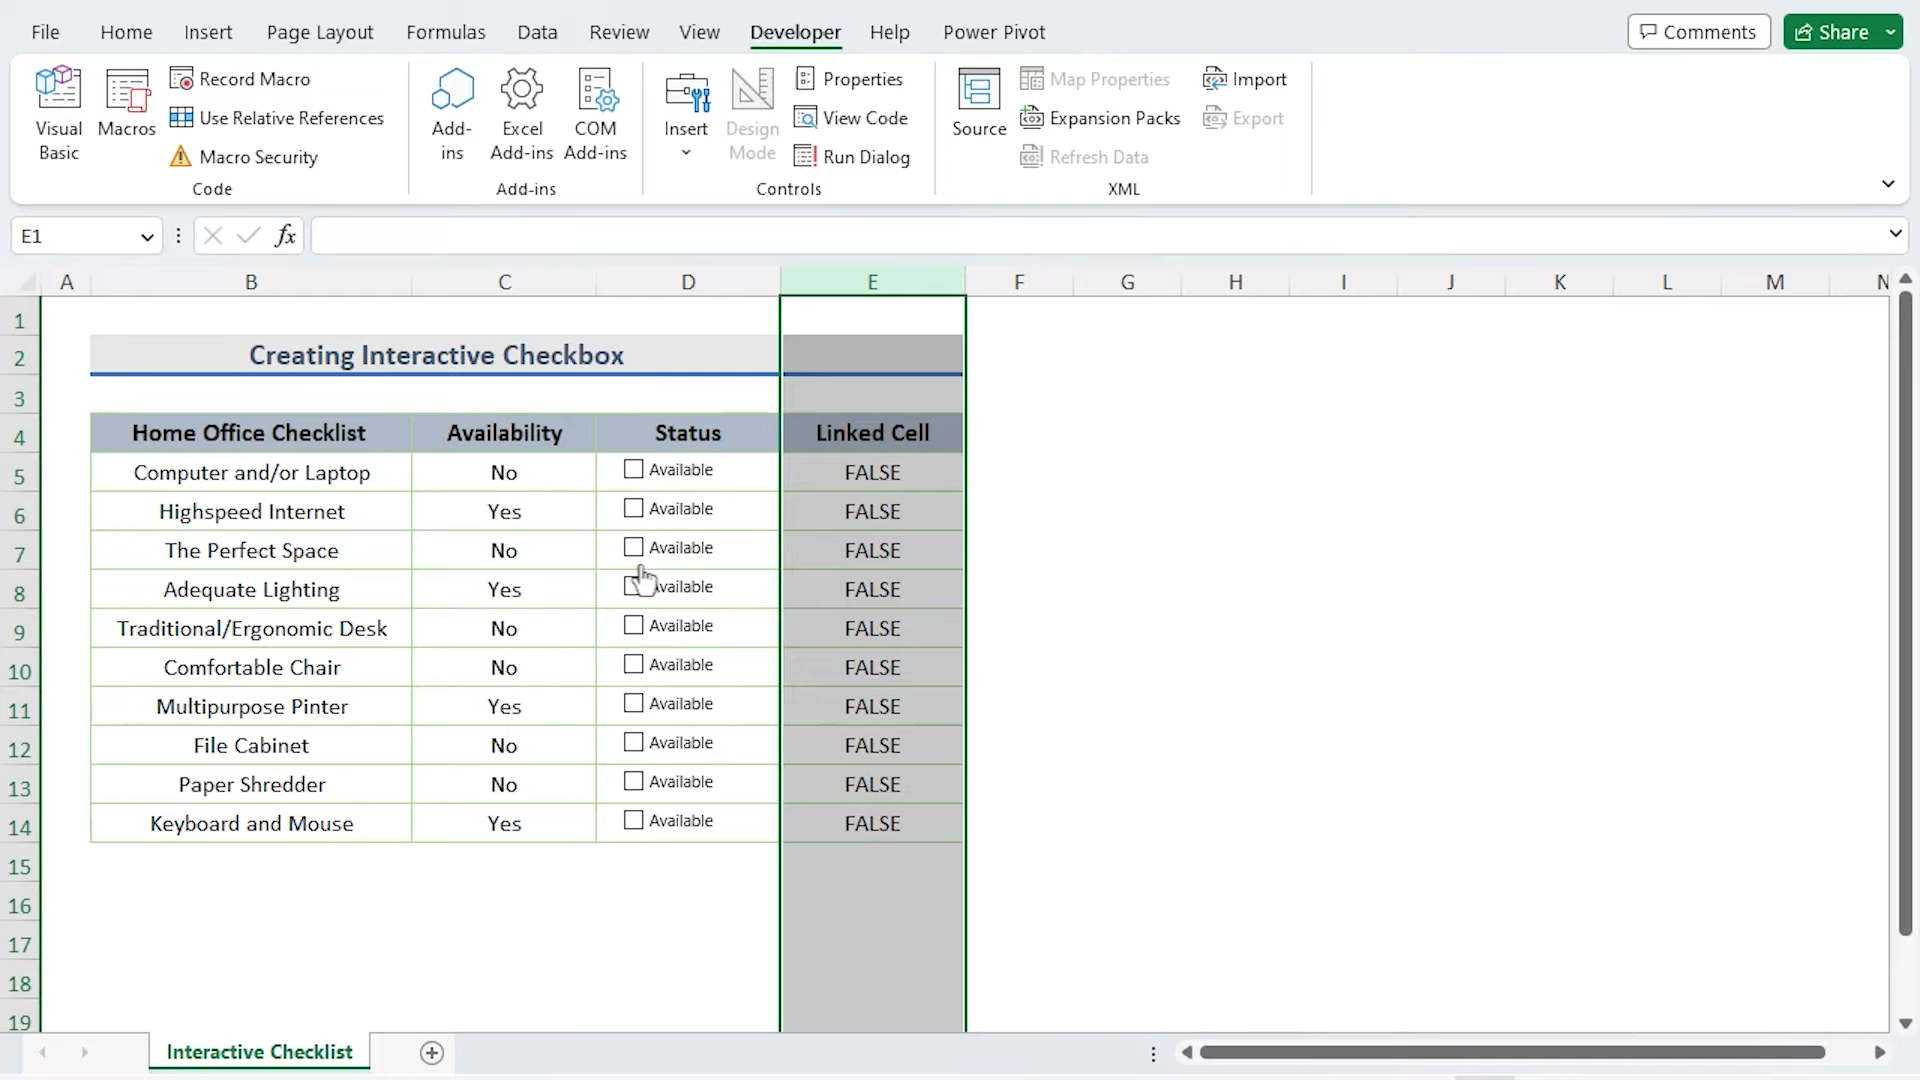 File Home Insert Page Layout Formulas Data Review View Developer Help Power Pivot Comments Share
Visual Basic
Macros
Record Macro
Use Relative References
Macro Security
Code
Add-ins
Excel Add-ins
COM Add-ins
Add-ins
Insert
Design Mode
Properties
View Code
Run Dialog
Controls
Source
Map Properties
Expansion Packs
Refresh Data
Import
Export
XML
E1 fx
A B C D E F G H I J K L M N
1
2 Creating Interactive Checkbox
3
4 Home Office Checklist Availability Status Linked Cell
5 Computer and/or Laptop No Available FALSE
6 Highspeed Internet Yes Available FALSE
7 The Perfect Space No Available FALSE
8 Adequate Lighting Yes Available FALSE
9 Traditional/Ergonomic Desk No Available FALSE
10 Comfortable Chair No Available FALSE
11 Multipurpose Pinter Yes Available FALSE
12 File Cabinet No Available FALSE
13 Paper Shredder No Available FALSE
14 Keyboard and Mouse Yes Available FALSE
15
16
17
18
19
Interactive Checklist